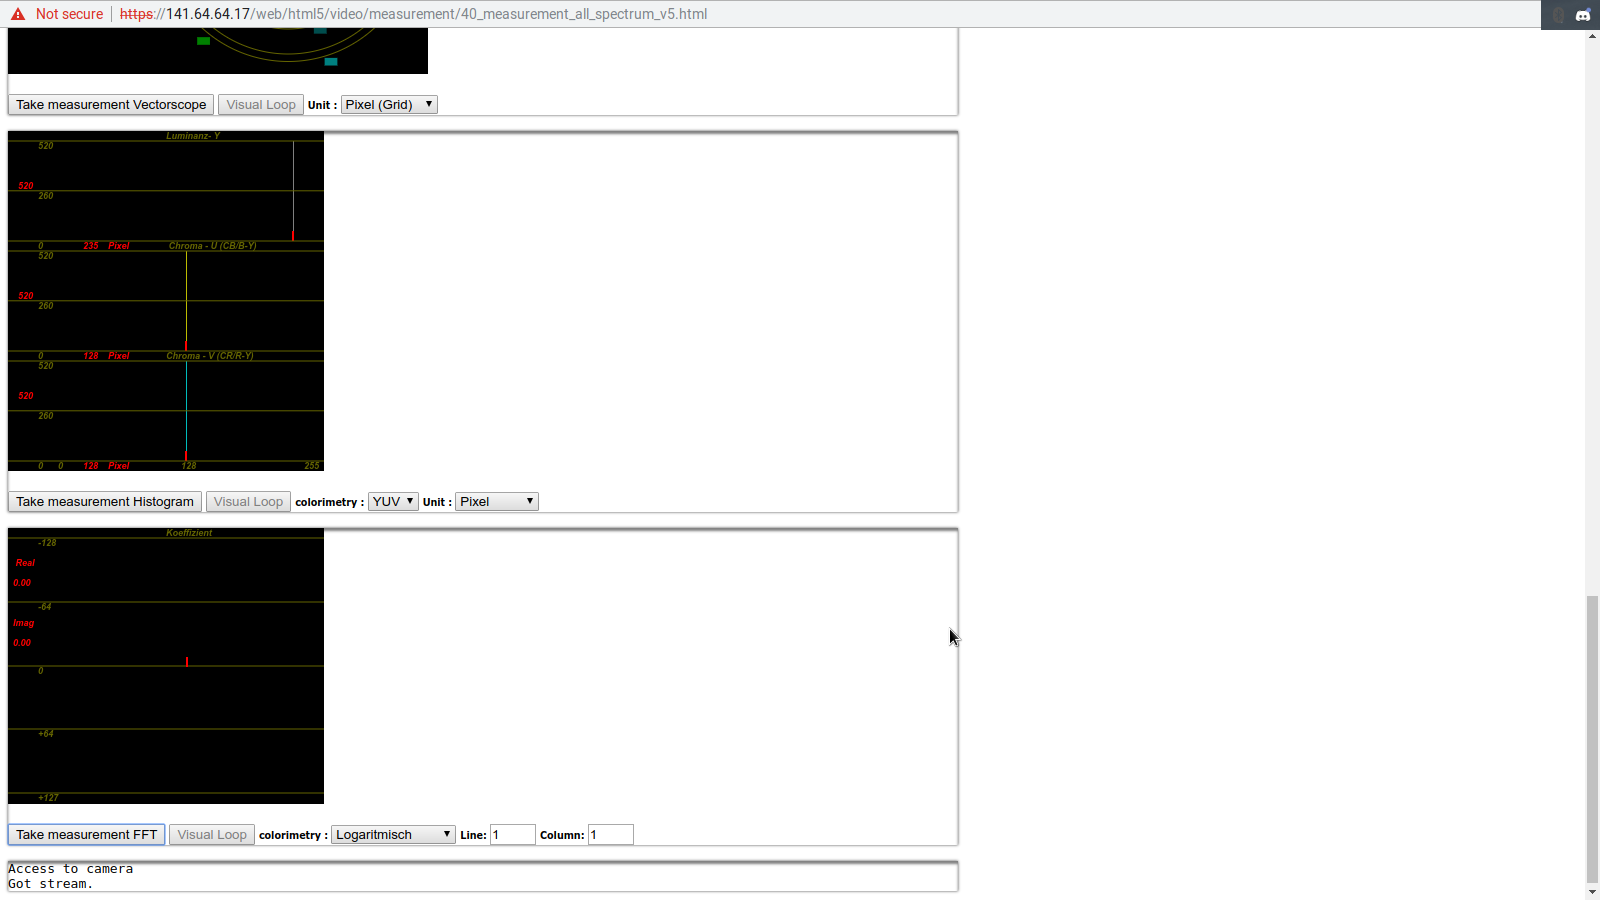 Not secure https://141.64.64.17/web/html5/video/measurement/40_measurement_all_spectrum_v5.html
Take measurement Vectorscope Visual Loop Unit : Pixel (Grid)
Luminanz- Y
520
520
260
0 235 Pixel Chroma - U (CB/B-Y)
520
520
260
0 128 Pixel Chroma - V (CR/R-Y)
520
520
260
0 0 128 Pixel 128 255
Take measurement Histogram Visual Loop colorimetry : YUV Unit : Pixel
Koeffizient
-128
Real
0.00
-64
Imag
0.00
0
+64
+127
Take measurement FFT Visual Loop colorimetry : Logaritmisch Line: 1 Column: 1
Access to camera
Got stream.